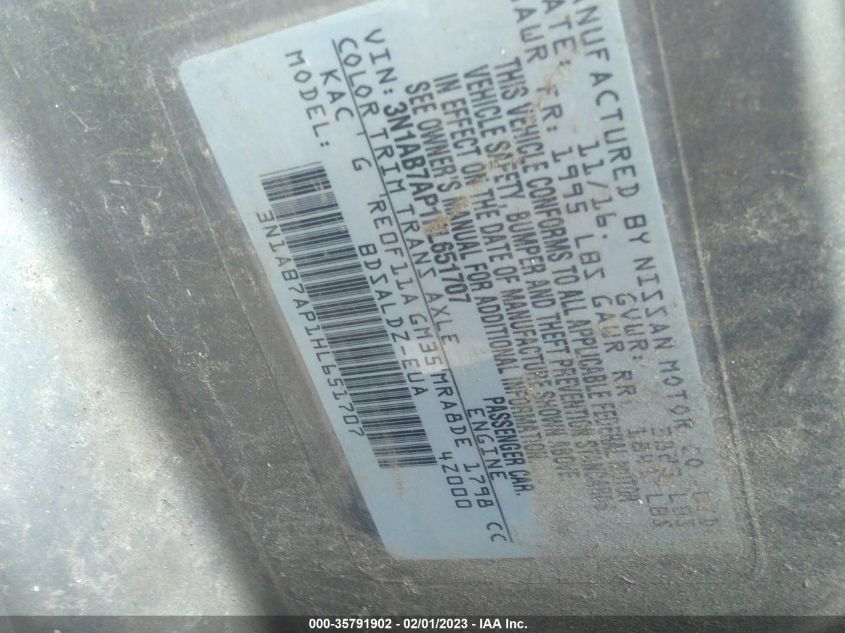 MANUFACTURED BY NISSAN MOTOR CO. LTD
DATE: 11/16. GVWR:
GAWR FR: 1995 LBS GAWR RR LBS
THIS VEHICLE CONFORMS TO ALL APPLICABLE FEDERAL MOTOR
VEHICLE SAFETY, BUMPER AND THEFT PREVENTION STANDARDS
IN EFFECT ON THE DATE OF MANUFACTURE SHOWN ABOVE
SEE OWNER'S MANUAL FOR ADDITIONAL INFORMATION.
VIN: 3N1AB7AP1HL651707 PASSENGER CAR.
COLOR TRIM TRANS AXLE ENGINE
KAC G RE0F11A GM35 MRA8DE 1798 CC
MODEL: BDSALDZ-EUA 4Z000
3N1AB7AP1HL651707
000-35791902 - 02/01/2023 - IAA Inc.